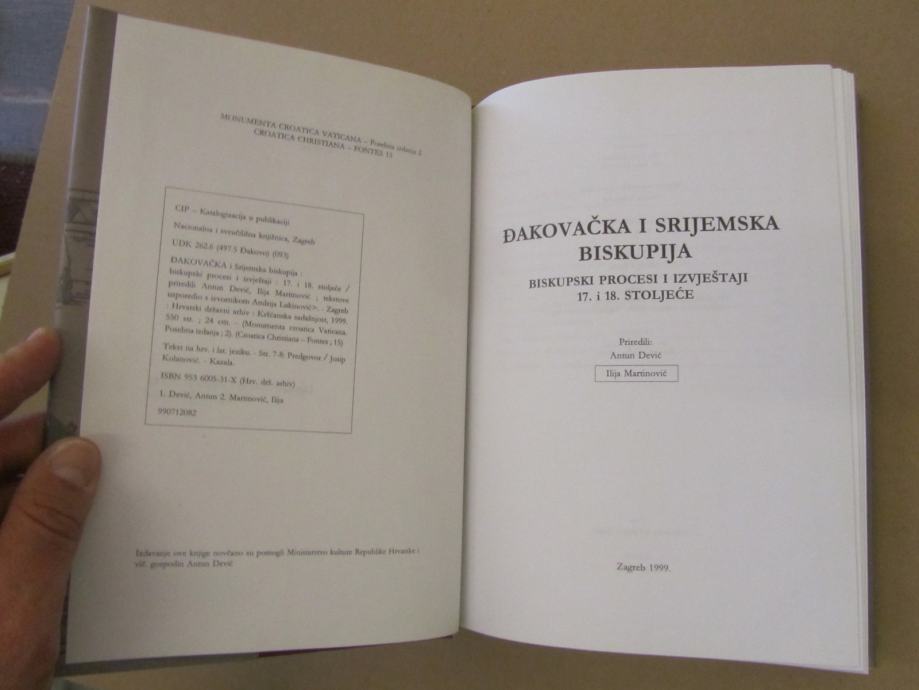 MONUMENTA CROATICA VATICANA – Posebna izdanja 2
CROATICA CHRISTIANA – FONTES 15
CIP – Katalogizacija u publikaciji
Nacionalna i sveučilišna knjižnica, Zagreb
UDK 262.6 (497.5 Đakovo) (093)
ĐAKOVAČKA i Srijemska biskupija :
biskupski procesi i izvještaji : 17. i 18. stoljeće /
priredili Antun Dević, Ilija Martinović ; tekstove
usporedio s izvornikom Andrija Lukinović>. - Zagreb
: Hrvatski državni arhiv : Kršćanska sadašnjost, 1999.
550 str. ; 24 cm. – (Monumenta croatica Vaticana.
Posebna izdanja ; 2). (Croatica Christiana – Fontes ; 15)
Tekst na hrv. i lat. jeziku. - Str. 7-8: Predgovor / Josip
Kolanović. - Kazala.
ISBN 953 6005-31-X (Hrv. drž. arhiv)
1. Dević, Antun 2. Martinović, Ilija
990712082
Izdavanje ove knjige novčano su pomogli Ministarstvo kulture Republike Hrvatske i
vlč. gospodin Antun Dević
ĐAKOVAČKA I SRIJEMSKA
BISKUPIJA
BISKUPSKI PROCESI I IZVJEŠTAJI
17. i 18. STOLJEĆE
Priredili:
Antun Dević
Ilija Martinović
Zagreb 1999.